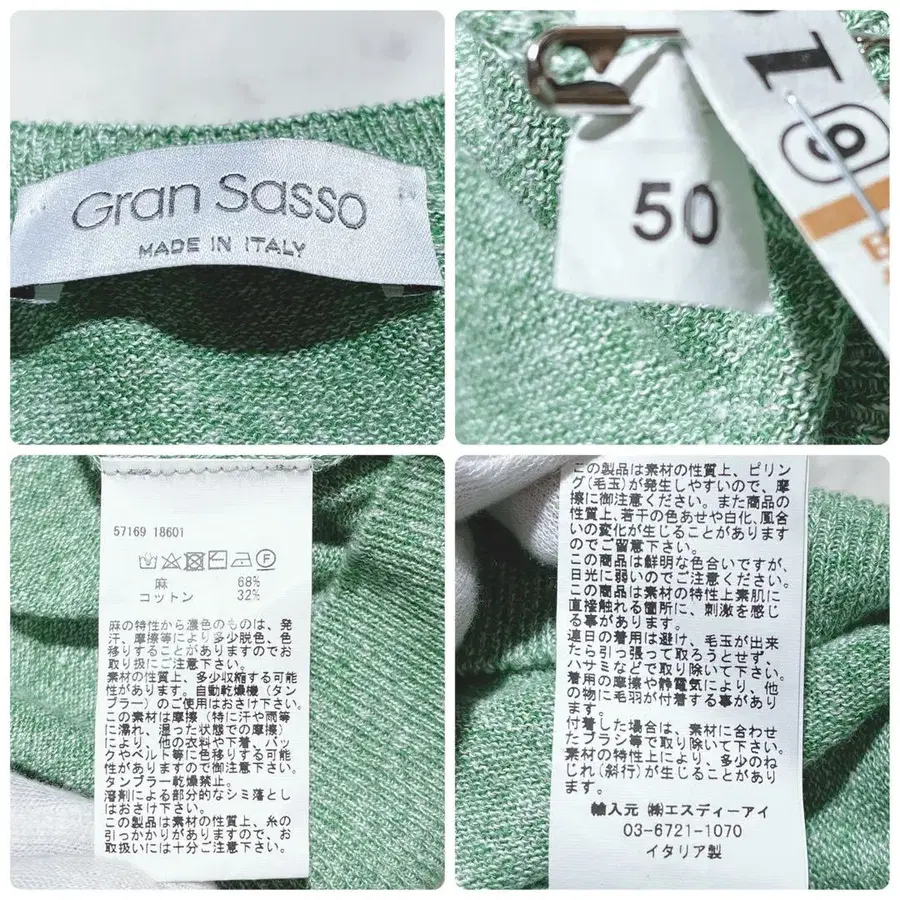 Gran Sasso
MADE IN ITALY
50
57169 18601
麻 68%
コットン 32%
麻の特性から濃色のものは、発
汗、摩擦等により多少脱色、色
移りすることがありますのでお
取り扱にご注意下さい。
素材の性質上、多少収縮する可能
性があります。自動乾燥機（タン
ブラー）のご使用はおさけ下さい。
この素材は摩擦（特に汗や雨等
に濡れ、湿った状態での摩擦）
により、他の衣料や下着、バッ
クやベルト等に色移りする可能
性がありますので御注意下さい。
タンブラー乾燥禁止。
溶剤による部分的なシミ落とし
はおさけ下さい。
この製品は素材の性質上、糸の
引っかかりがありますので、お
取扱いには十分ご注意下さい。
この製品は素材の性質上、ピリン
グ(毛玉)が発生しやすいので、摩
擦に御注意ください。また商品の
性質上、若干の色あせや白化、風合
いの変化が生じることがあります
のでご留意下さい。
この商品は鮮明な色合いですが、
日光に弱いのでご注意ください。
この商品は素材の特性上素肌に
直接触れる箇所に、刺激を感じ
る事があります。
連日の着用は避け、毛玉が出来
たら引っ張って取ろうとせず、
ハサミなどで取り除いて下さい。
着用の摩擦や静電気により、他
の物に毛羽が付着する事があり
ます。
付着した場合は、素材に合わせ
たブラシ等で取り除いて下さい。
素材の特性上により、多少のね
じれ(斜行)が生じることがあり
ます。
輸入元 ㈱エスディーアイ
03-6721-1070
イタリア製